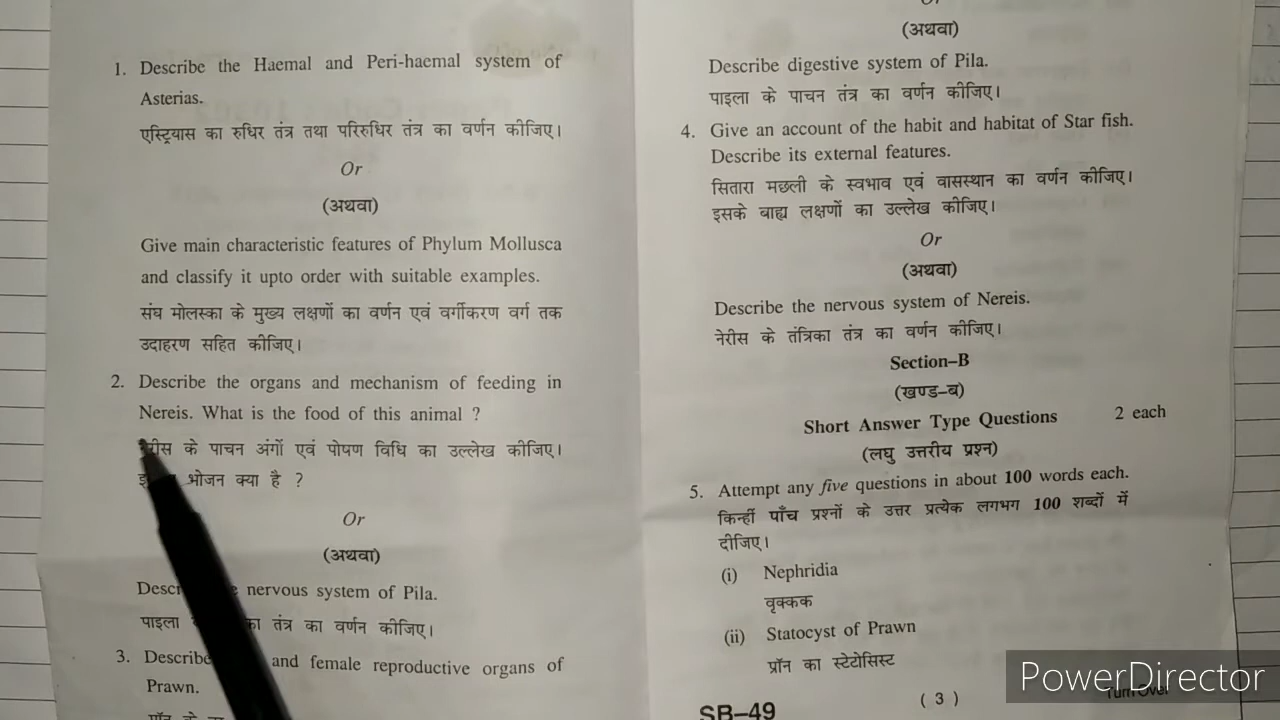 1. Describe the Haemal and Peri-haemal system of
Asterias.
एस्ट्रियास का रुधिर तंत्र तथा परिरुधिर तंत्र का वर्णन कीजिए।
Or
(अथवा)
Give main characteristic features of Phylum Mollusca
and classify it upto order with suitable examples.
संघ मोलस्का के मुख्य लक्षणों का वर्णन एवं वर्गीकरण वर्ग तक
उदाहरण सहित कीजिए।
2. Describe the organs and mechanism of feeding in
Nereis. What is the food of this animal ?
के पाचन अंगों एवं पोषण विधि का उल्लेख कीजिए।
भोजन क्या है ?
Or
(अथवा)
nervous system of Pila.
पाइला तंत्र का वर्णन कीजिए।
3. Describe and female reproductive organs of
Prawn.
(अथवा)
Describe digestive system of Pila.
पाइला के पाचन तंत्र का वर्णन कीजिए।
4. Give an account of the habit and habitat of Star fish.
Describe its external features.
सितारा मछली के स्वभाव एवं वासस्थान का वर्णन कीजिए।
इसके बाह्य लक्षणों का उल्लेख कीजिए।
Or
(अथवा)
Describe the nervous system of Nereis.
नेरीस के तंत्रिका तंत्र का वर्णन कीजिए।
Section–B
(खण्ड–ब)
Short Answer Type Questions 2 each
(लघु उत्तरीय प्रश्न)
5. Attempt any five questions in about 100 words each.
किन्हीं पाँच प्रश्नों के उत्तर प्रत्येक लगभग 100 शब्दों में
दीजिए।
(i) Nephridia
वृक्कक
(ii) Statocyst of Prawn
प्रॉन का स्टेटोसिस्ट
SB–49 ( 3 ) Turn Over
PowerDirector